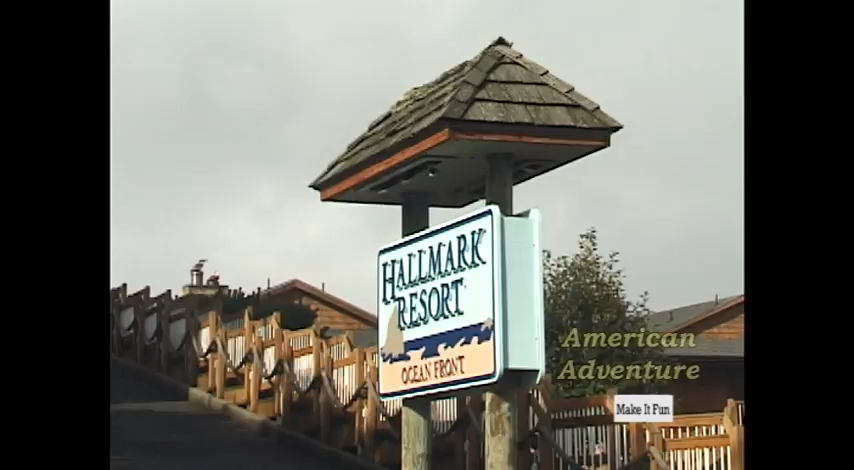 HALLMARK
RESORT
OCEAN FRONT
American
Adventure
Make It Fun